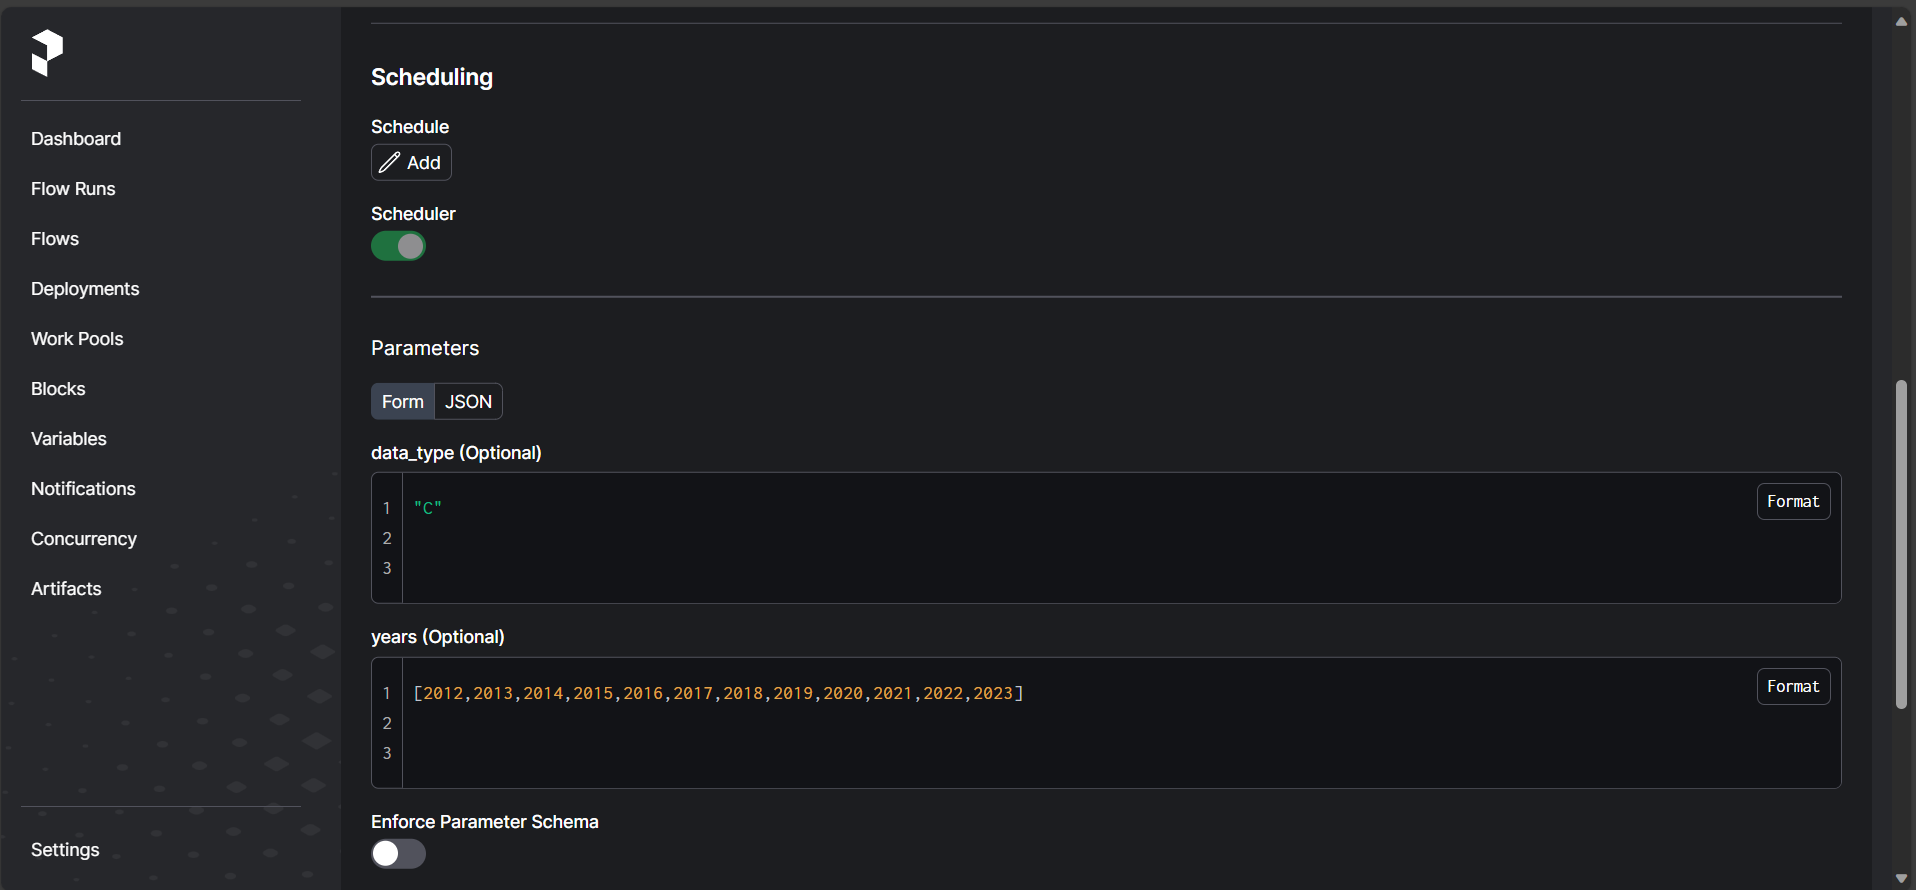 Dashboard
Flow Runs
Flows
Deployments
Work Pools
Blocks
Variables
Notifications
Concurrency
Artifacts
Settings
Scheduling
Schedule
Add
Scheduler
Parameters
Form JSON
data_type (Optional)
1 "C"
2
3
Format
years (Optional)
1 [2012,2013,2014,2015,2016,2017,2018,2019,2020,2021,2022,2023]
2
3
Format
Enforce Parameter Schema